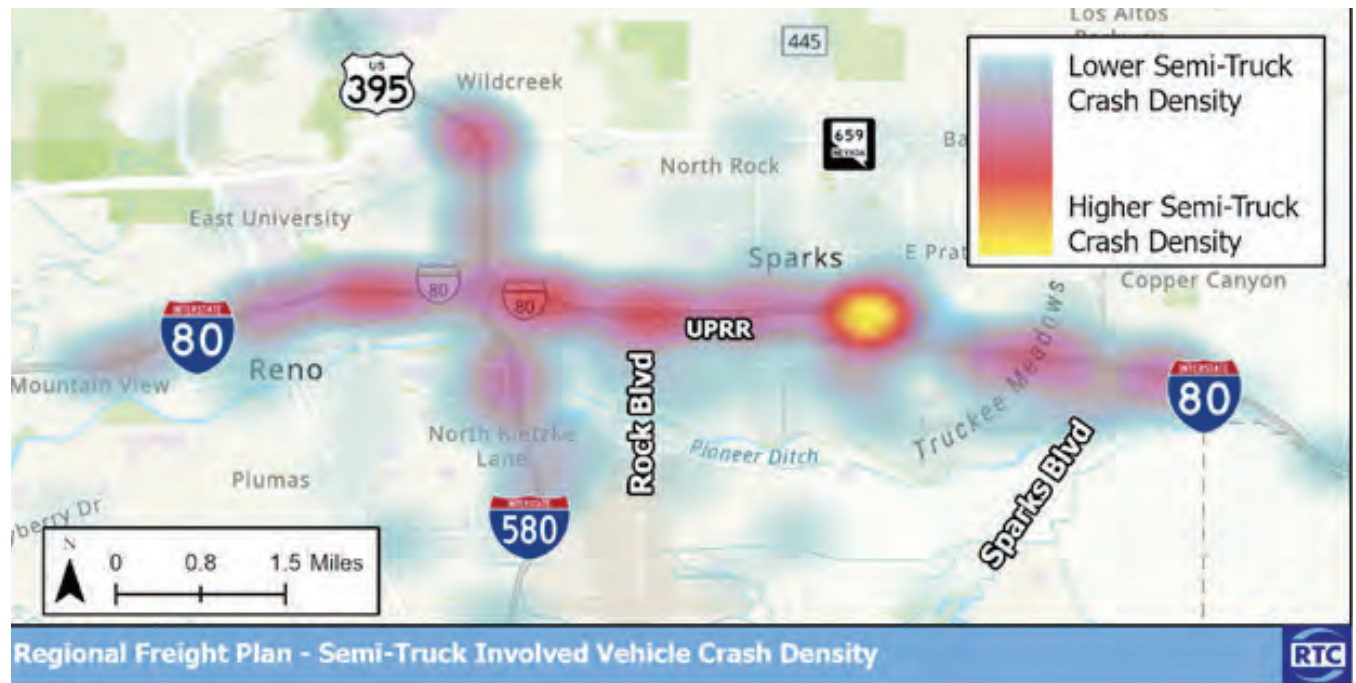 Los Altos
445
US
395
Wildcreek
Lower Semi-Truck
Crash Density
659
NEVADA
North Rock
Higher Semi-Truck
Crash Density
East University
Sparks
E Prat
Copper Canyon
80
80
INTERSTATE
80
UPRR
Reno
Mountain View
Rock Blvd
Truckee Meadows
INTERSTATE
80
North Kietzke
Lane
Pioneer Ditch
Sparks Blvd
Plumas
INTERSTATE
580
yberry Dr
N
0 0.8 1.5 Miles
Regional Freight Plan - Semi-Truck Involved Vehicle Crash Density
RTC